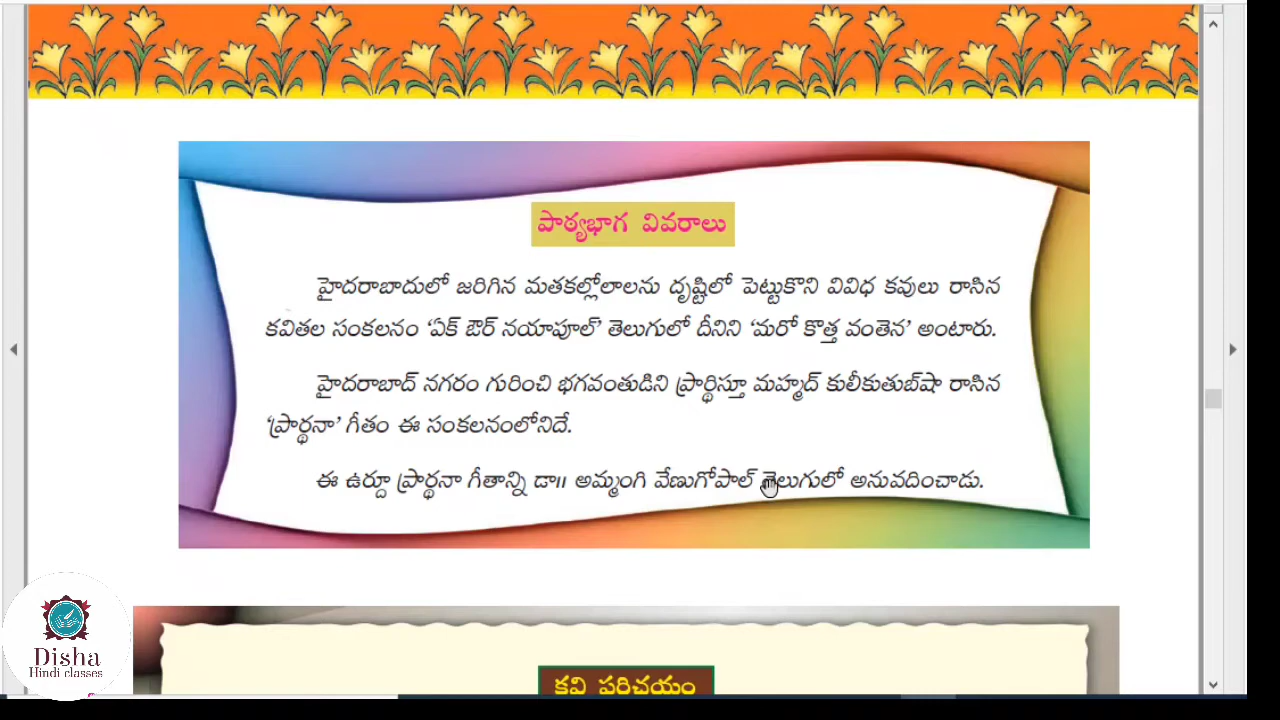 పాఠ్యభాగ వివరాలు
హైదరాబాదులో జరిగిన మతకల్లోలాలను దృష్టిలో పెట్టుకొని వివిధ కవులు రాసిన
కవితల సంకలనం ‘ఏక్ ఔర్ నయాపూల్’ తెలుగులో దీనిని ‘మరో కొత్త వంతెన’ అంటారు.
హైదరాబాద్ నగరం గురించి భగవంతుడిని ప్రార్థిస్తూ మహ్మద్ కులీకుతుబ్‌షా రాసిన
‘ప్రార్థనా’ గీతం ఈ సంకలనంలోనిదే.
ఈ ఉర్దూ ప్రార్థనా గీతాన్ని డా॥ అమ్మంగి వేణుగోపాల్ తెలుగులో అనువదించాడు.
Disha
Hindi classes
కవి పరిచయం